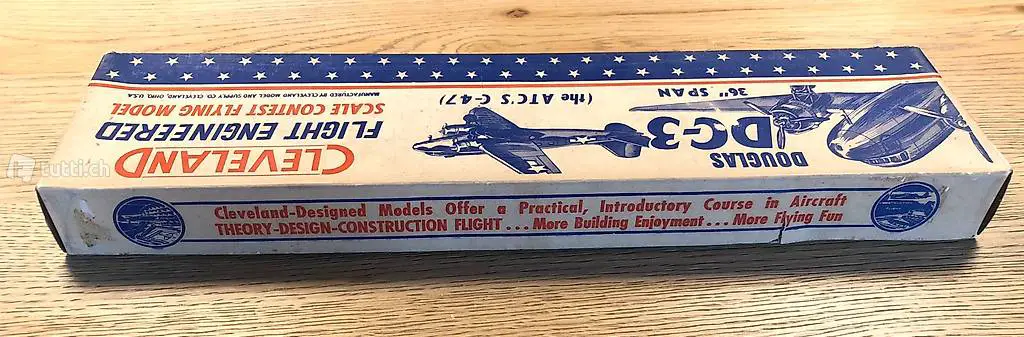 CLEVELAND
FLIGHT ENGINEERED
SCALE CONTEST FLYING MODEL
MANUFACTURED BY CLEVELAND MODEL AND SUPPLY CO. CLEVELAND, OHIO, U.S.A.
DOUGLAS
DC-3
36" SPAN
(the ATC'S C-47)
Cleveland-Designed Models Offer a Practical, Introductory Course in Aircraft
THEORY-DESIGN-CONSTRUCTION FLIGHT...More Building Enjoyment....More Flying Fun
tutti.ch